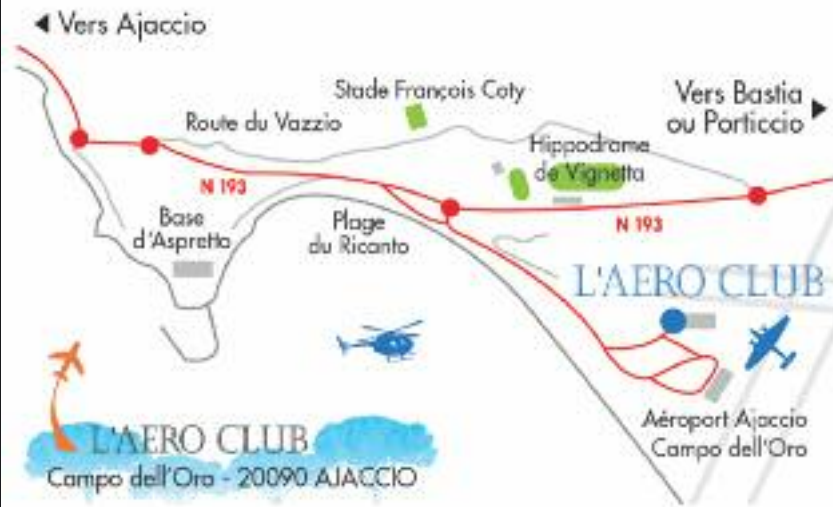 Vers Ajaccio
Stade François Coty
Route du Vazzio
Vers Bastia
ou Porticcio
Hippodrome
de Vignetta
N 193
N 193
Base
d'Aspretto
Plage
du Ricanto
L'AERO CLUB
Aéroport Ajaccio
Campo dell'Oro
L'AERO CLUB
Campo dell'Oro - 20090 AJACCIO